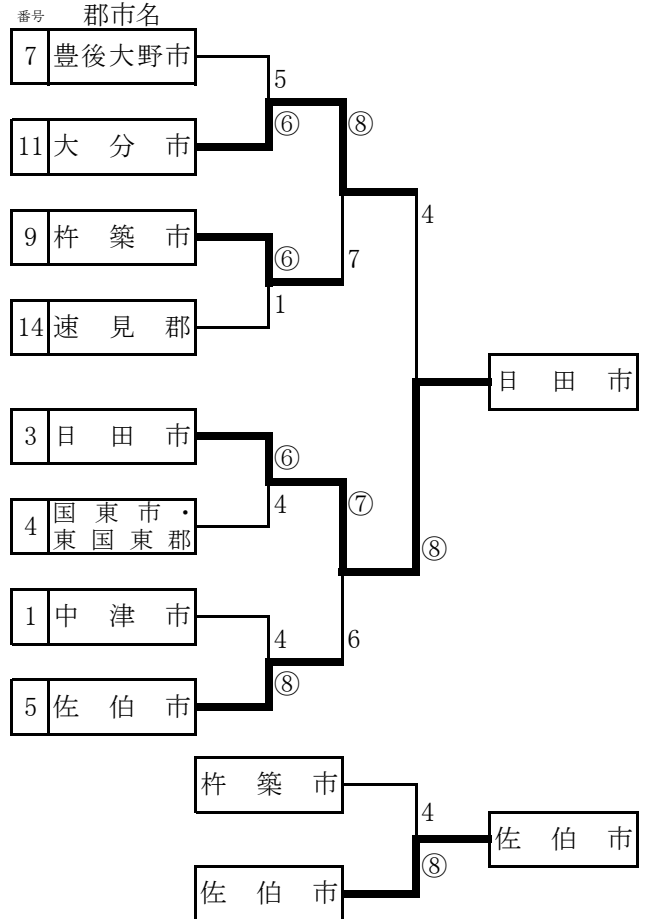 番号 郡市名
7 豊後大野市
5
⑥ ⑧
11 大分市
4
9 杵築市
⑥ 7
1
14 速見郡
日田市
3 日田市
⑥
4 ⑦
4 国東市・
東国東郡
⑧
1 中津市
4 6
⑧
5 佐伯市
杵築市
4
佐伯市
⑧
佐伯市